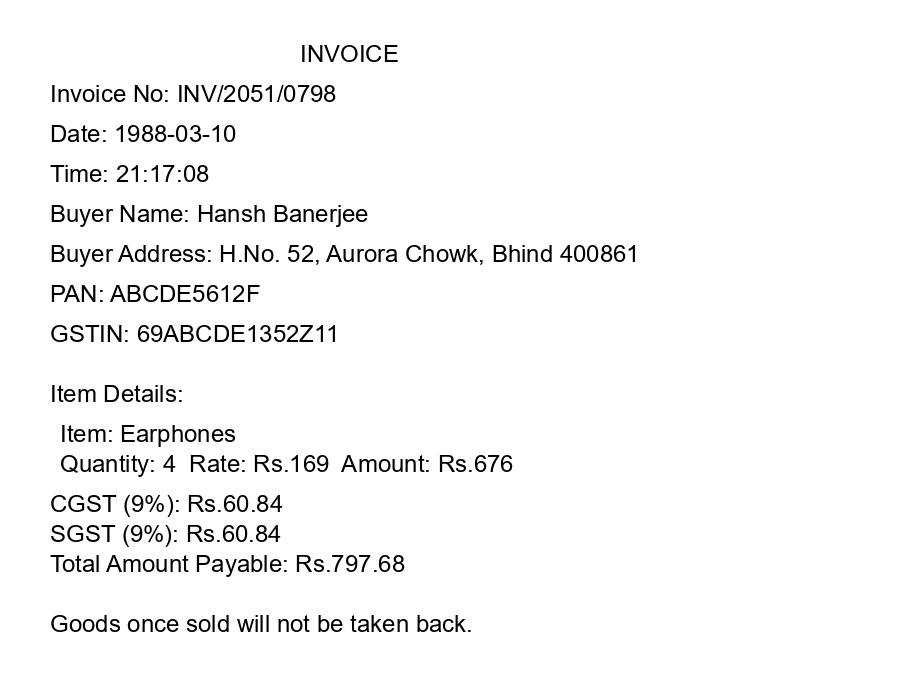 INVOICE
Invoice No: INV/2051/0798
Date: 1988-03-10
Time: 21:17:08
Buyer Name: Hansh Banerjee
Buyer Address: H.No. 52, Aurora Chowk, Bhind 400861
PAN: ABCDE5612F
GSTIN: 69ABCDE1352Z11
Item Details:
Item: Earphones
Quantity: 4  Rate: Rs.169  Amount: Rs.676
CGST (9%): Rs.60.84
SGST (9%): Rs.60.84
Total Amount Payable: Rs.797.68
Goods once sold will not be taken back.